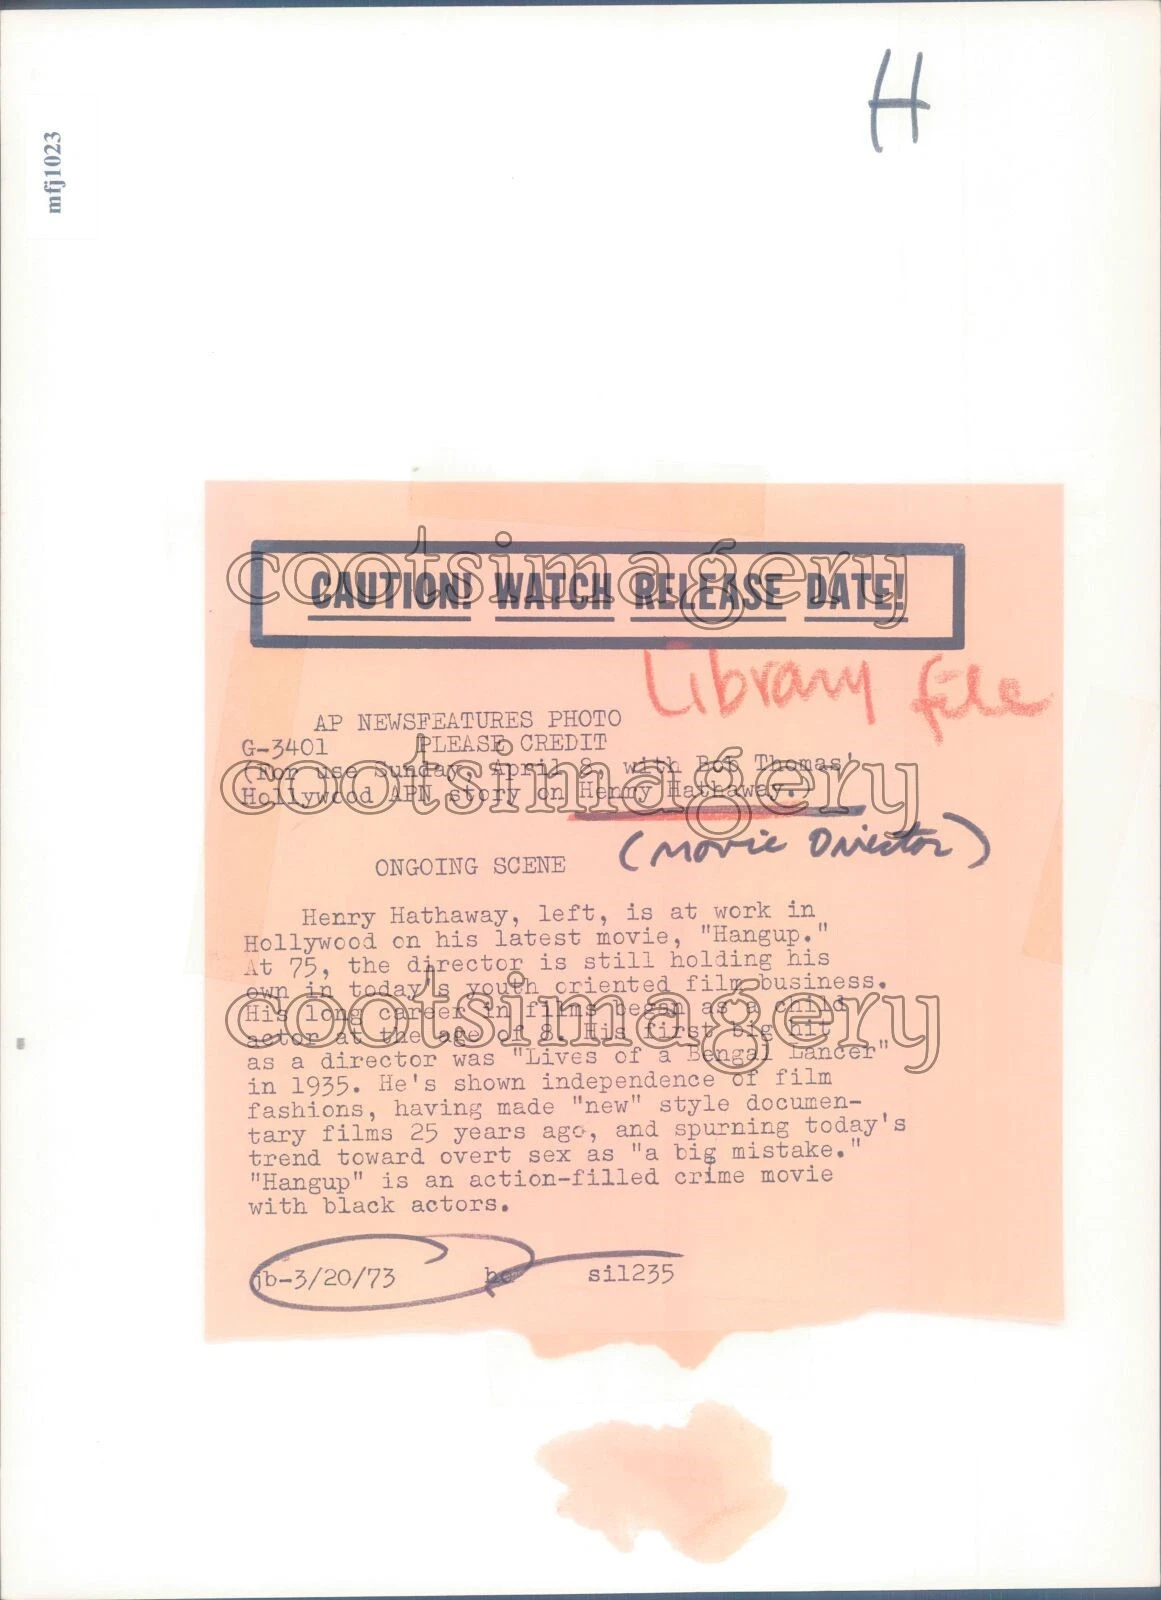 H
mfj1023
cootsimagery
CAUTION! WATCH RELEASE DATE!
Library file
AP NEWSFEATURES PHOTO
G-3401 PLEASE CREDIT
(For use Sunday, April 8, with Bob Thomas'
Hollywood APN story on Henry Hathaway.)
cootsimagery
(Movie Director)
ONGOING SCENE
Henry Hathaway, left, is at work in
Hollywood on his latest movie, "Hangup."
At 75, the director is still holding his
own in today's youth oriented film business.
His long career in films began as a child
actor at the age of 8. His first big hit
cootsimagery
as a director was "Lives of a Bengal Lancer"
in 1935. He's shown independence of film
fashions, having made "new" style documen-
tary films 25 years ago, and spurning today's
trend toward overt sex as "a big mistake."
"Hangup" is an action-filled crime movie
with black actors.
jb-3/20/73 sil235